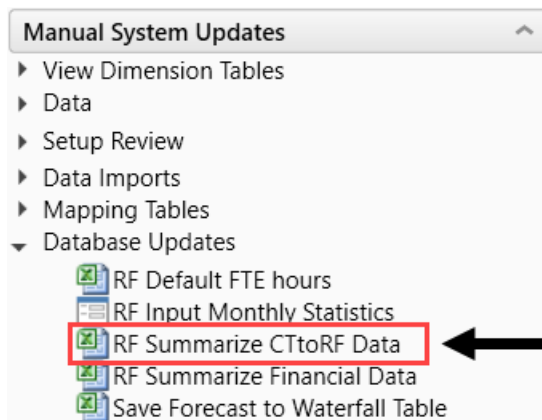 Manual System Updates
View Dimension Tables
Data
Setup Review
Data Imports
Mapping Tables
Database Updates
RF Default FTE hours
RF Input Monthly Statistics
RF Summarize CTtoRF Data
RF Summarize Financial Data
Save Forecast to Waterfall Table